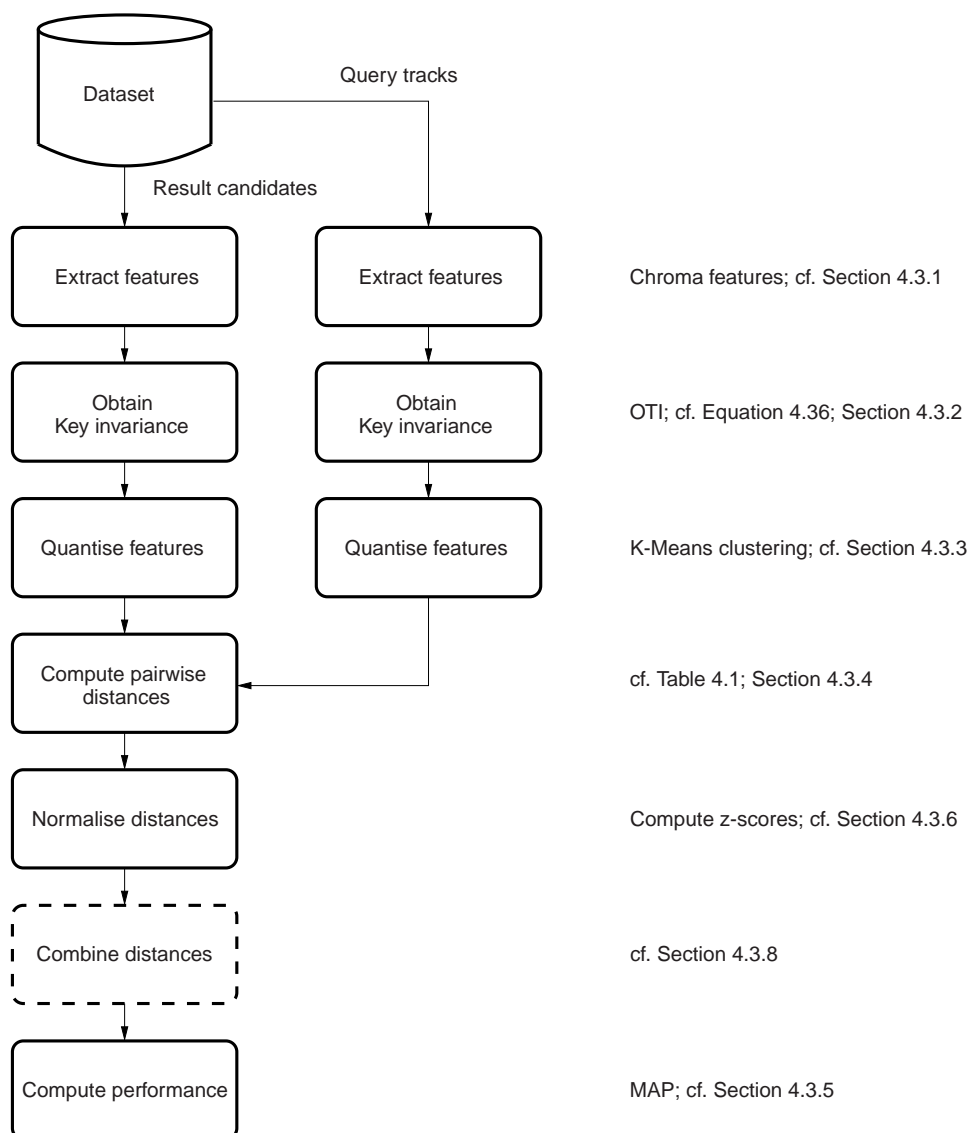 Query tracks
Dataset
Result candidates
Extract features
Extract features
Chroma features; cf. Section 4.3.1
Obtain
Key invariance
Obtain
Key invariance
OTI; cf. Equation 4.36; Section 4.3.2
Quantise features
Quantise features
K-Means clustering; cf. Section 4.3.3
Compute pairwise
distances
cf. Table 4.1; Section 4.3.4
Normalise distances
Compute z-scores; cf. Section 4.3.6
Combine distances
cf. Section 4.3.8
Compute performance
MAP; cf. Section 4.3.5